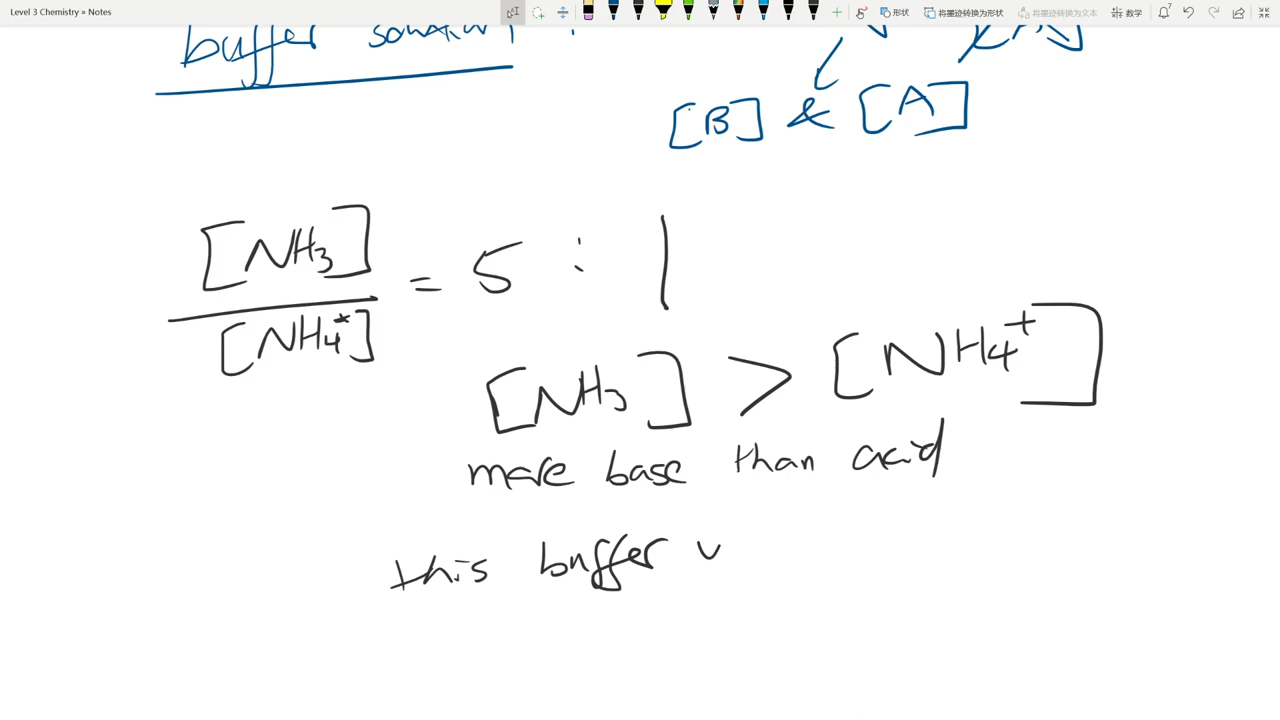 Level 3 Chemistry » Notes
形状 将墨迹转换为形状 将墨迹转换为文本 数学
buffer
[B] & [A]
[NH3]
[NH4+] = 5 : 1
[NH3] > [NH4+]
more base than acid
this buffer